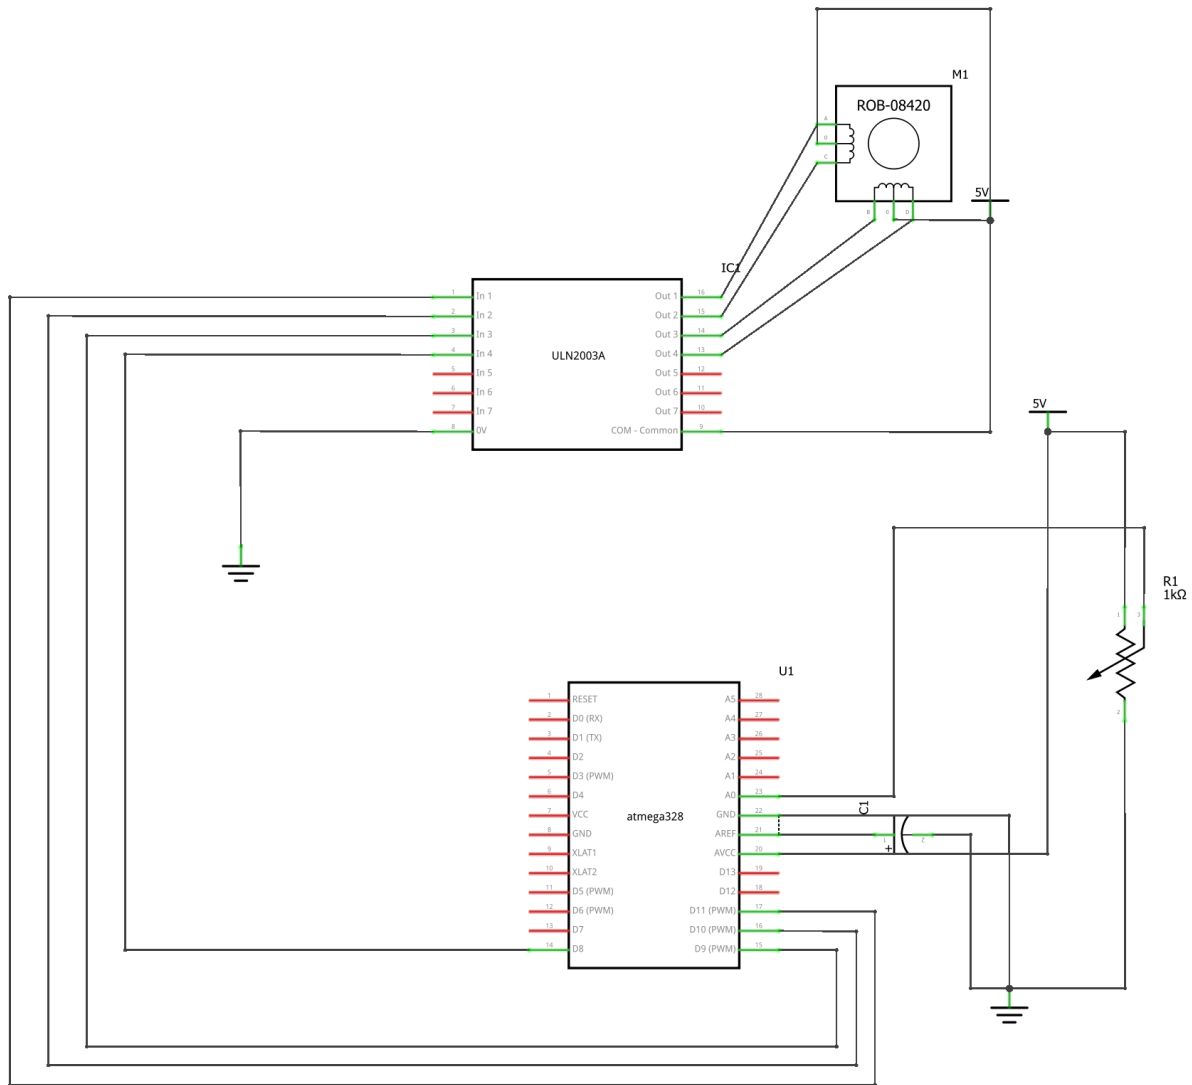 M1
ROB-08420
A
C
5V
B
D
IC1
1 In 1 Out 1 16
2 In 2 Out 2 15
3 In 3 Out 3 14
4 In 4 ULN2003A Out 4 13
5 In 5 Out 5 12
6 In 6 Out 6 11
7 In 7 Out 7 10
8 0V COM - Common 9
5V
R1
1kΩ
1 3
2
U1
1 RESET A5 28
2 D0 (RX) A4 27
3 D1 (TX) A3 26
4 D2 A2 25
5 D3 (PWM) A1 24
6 D4 A0 23
7 VCC atmega328 GND 22
8 GND AREF 21
9 XLAT1 AVCC 20
10 XLAT2 D13 19
11 D5 (PWM) D12 18
12 D6 (PWM) D11 (PWM) 17
13 D7 D10 (PWM) 16
14 D8 D9 (PWM) 15
C1
1 2
+